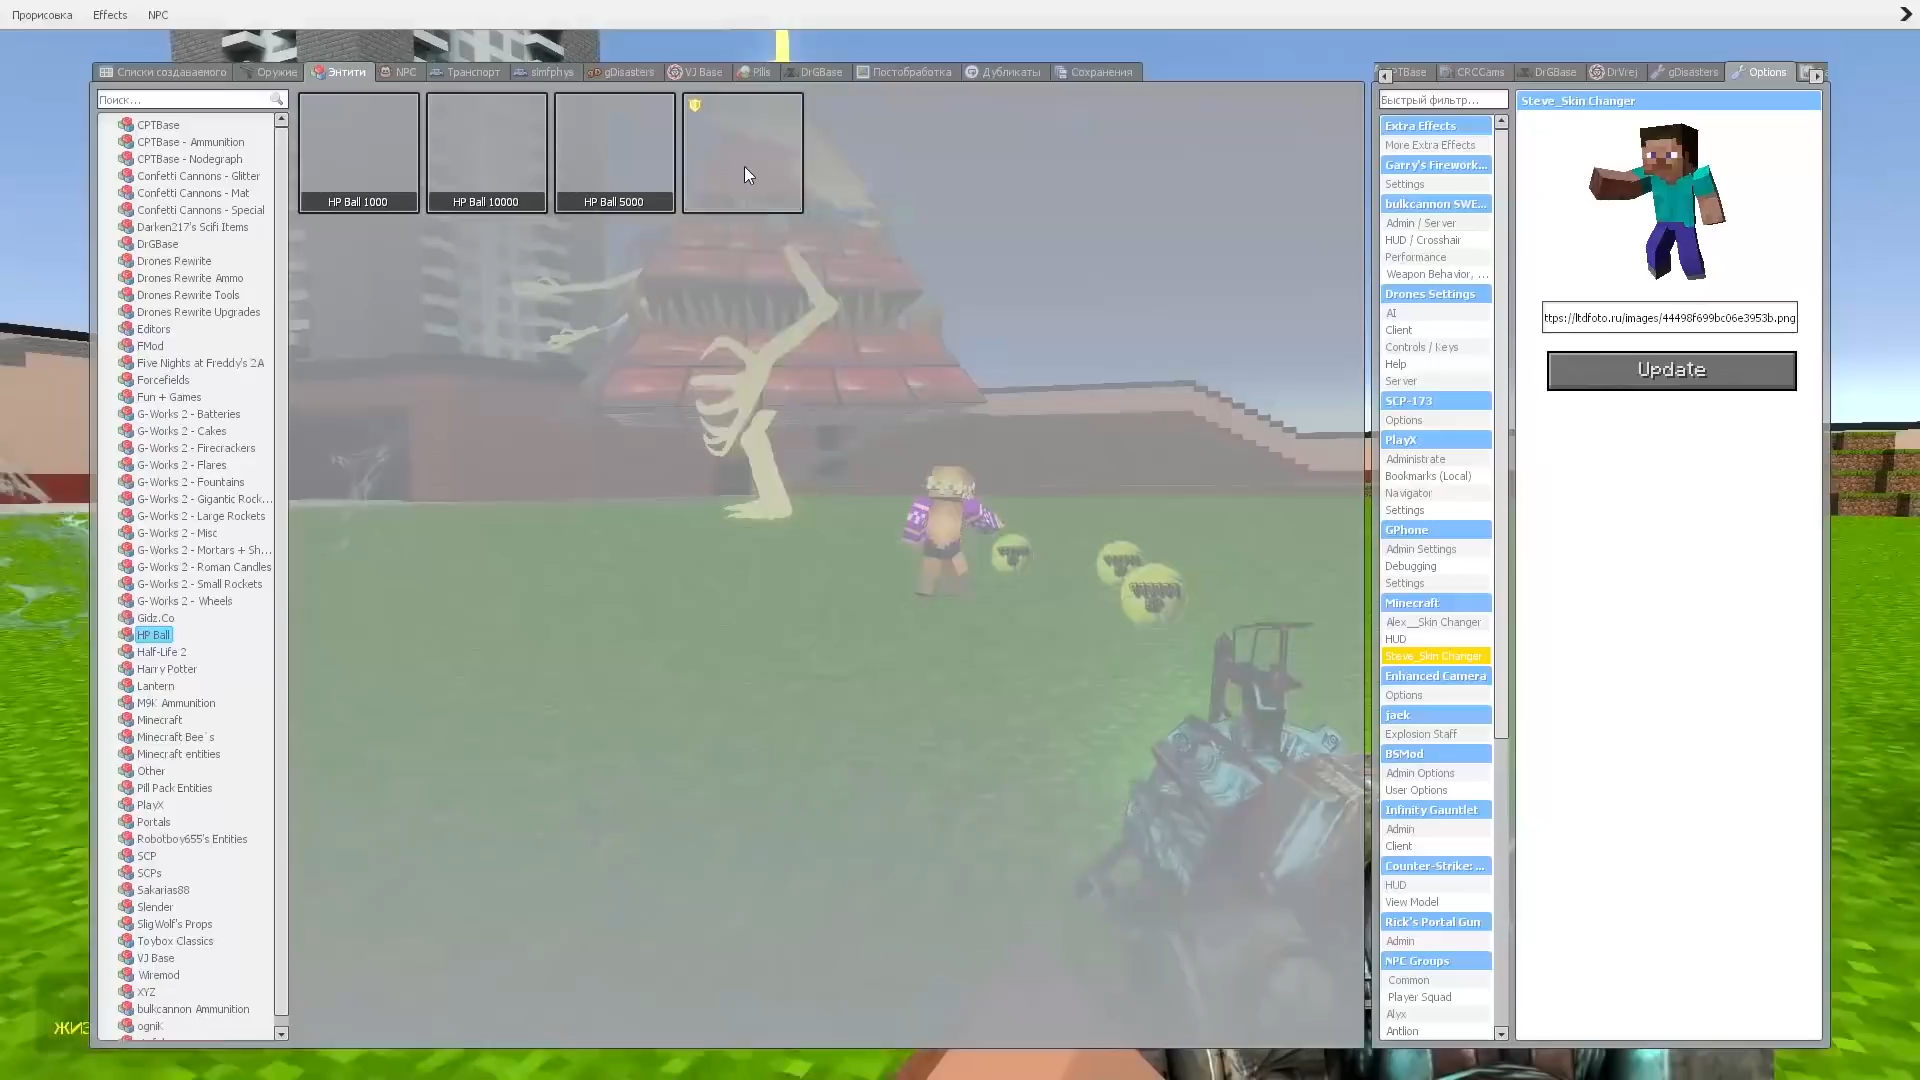 Прорисовка Effects NPC
Списки создаваемого Оружие Энтити NPC Транспорт simfphys gDisasters VJ Base Pills DrGBase Постобработка Дубликаты Сохранения
PTBase CRCCams DrGBase DrVrej gDisasters Options
Поиск...
CPTBase
CPTBase - Ammunition
CPTBase - Nodegraph
Confetti Cannons - Glitter
Confetti Cannons - Mat
Confetti Cannons - Special
Darken217's Scifi Items
DrGBase
Drones Rewrite
Drones Rewrite Ammo
Drones Rewrite Tools
Drones Rewrite Upgrades
Editors
FMod
Five Nights at Freddy's 2A
Forcefields
Fun + Games
G-Works 2 - Batteries
G-Works 2 - Cakes
G-Works 2 - Firecrackers
G-Works 2 - Flares
G-Works 2 - Fountains
G-Works 2 - Gigantic Rock...
G-Works 2 - Large Rockets
G-Works 2 - Misc
G-Works 2 - Mortars + Sh...
G-Works 2 - Roman Candles
G-Works 2 - Small Rockets
G-Works 2 - Wheels
Gidz.Co
HP Ball
Half-Life 2
Harry Potter
Lantern
M9K Ammunition
Minecraft
Minecraft Bee`s
Minecraft entities
Other
Pill Pack Entities
PlayX
Portals
Robotboy655's Entities
SCP
SCPs
Sakarias88
Slender
SligWolf's Props
Toybox Classics
VJ Base
Wiremod
XYZ
bulkcannon Ammunition
ogniK
HP Ball 1000
HP Ball 10000
HP Ball 5000
ЖИЗ
Быстрый фильтр...
Extra Effects
More Extra Effects
Garry's Firework...
Settings
bulkcannon SWE...
Admin / Server
HUD / Crosshair
Performance
Weapon Behavior, ...
Drones Settings
AI
Client
Controls / Keys
Help
Server
SCP-173
Options
PlayX
Administrate
Bookmarks (Local)
Navigator
Settings
GPhone
Admin Settings
Debugging
Settings
Minecraft
Alex__Skin Changer
HUD
Steve_Skin Changer
Enhanced Camera
Options
jaek
Explosion Staff
BSMod
Admin Options
User Options
Infinity Gauntlet
Admin
Client
Counter-Strike: ...
HUD
View Model
Rick's Portal Gun
Admin
NPC Groups
Common
Player Squad
Alyx
Antlion
Steve_Skin Changer
ttps://ltdfoto.ru/images/44498f699bc06e3953b.png
Update